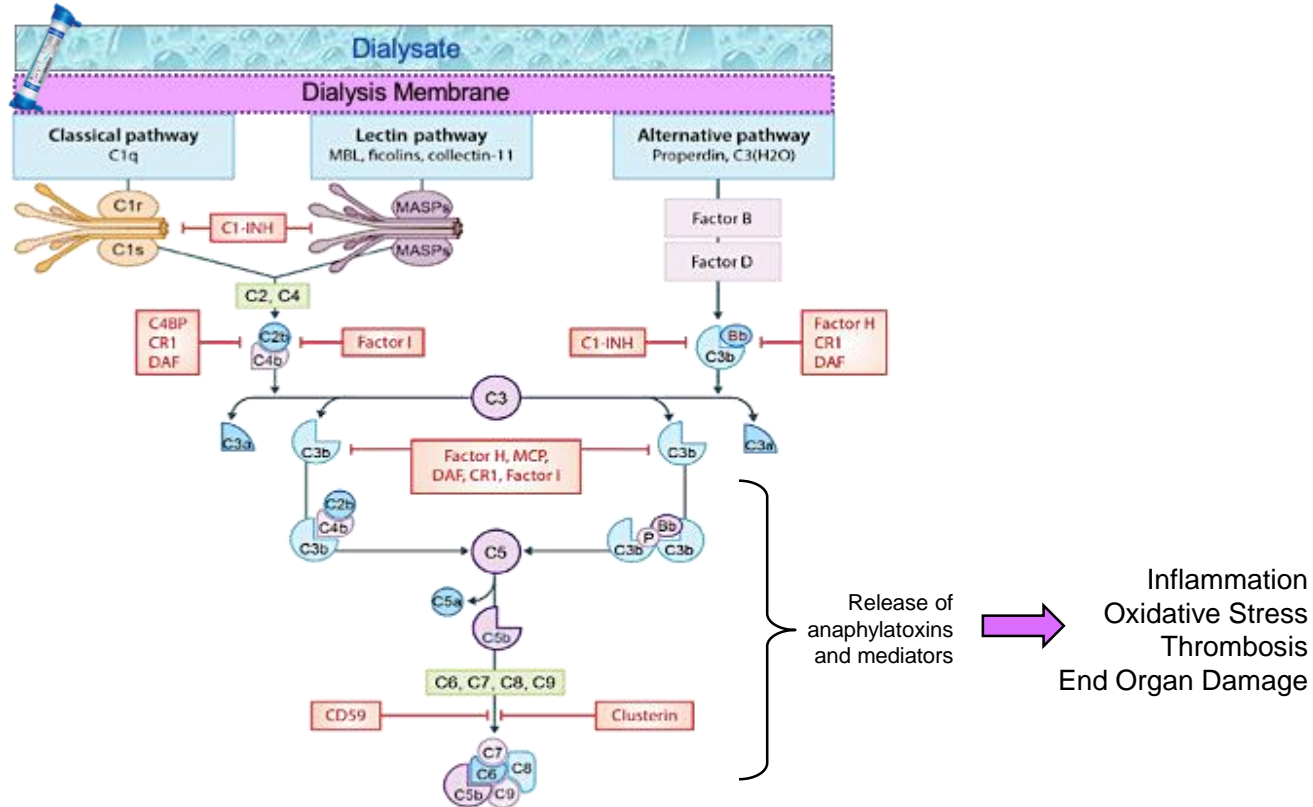 Dialysate
Dialysis Membrane
Classical pathway
C1q
Lectin pathway
MBL, ficolins, collectin-11
Alternative pathway
Properdin, C3(H2O)
C1r
C1s
C1-INH
MASPs
MASPs
Factor B
Factor D
C2, C4
C4BP
CR1
DAF
C2b
C4b
Factor I
C1-INH
Bb
C3b
Factor H
CR1
DAF
C3
C3a
C3b
Factor H, MCP,
DAF, CR1, Factor I
C3b
C3a
C2b
C4b
C3b
C5
C3b
P
Bb
C3b
C5a
C5b
C6, C7, C8, C9
CD59
Clusterin
C7
C6
C8
C5b
C9
Release of
anaphylatoxins
and mediators
Inflammation
Oxidative Stress
Thrombosis
End Organ Damage